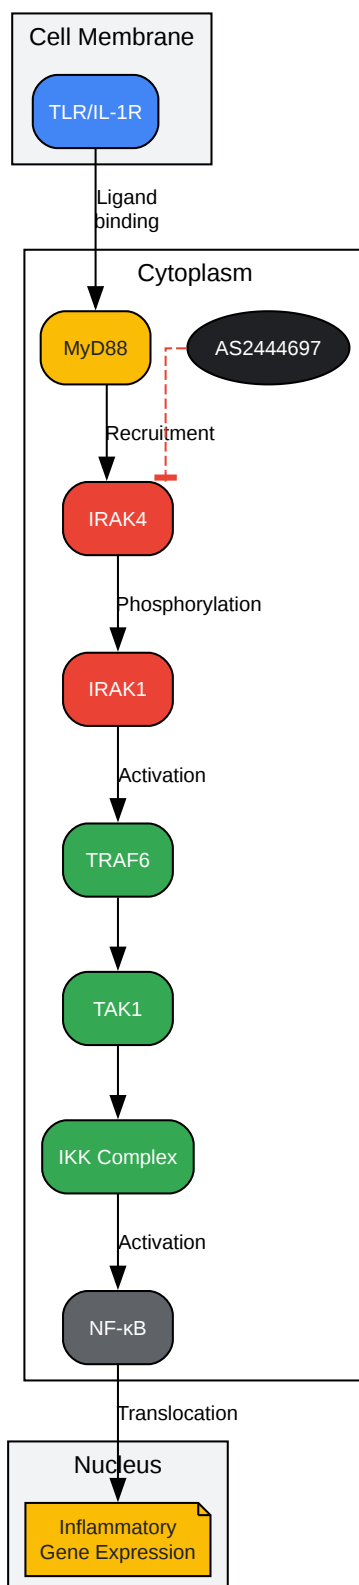 Cell Membrane
TLR/IL-1R
Ligand
binding
Cytoplasm
MyD88
AS2444697
Recruitment
IRAK4
Phosphorylation
IRAK1
Activation
TRAF6
TAK1
IKK Complex
Activation
NF-κB
Translocation
Nucleus
Inflammatory
Gene Expression